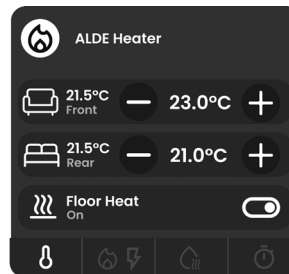 ALDE Heater
21.5°C
Front
23.0°C
21.5°C
Rear
21.0°C
Floor Heat
On